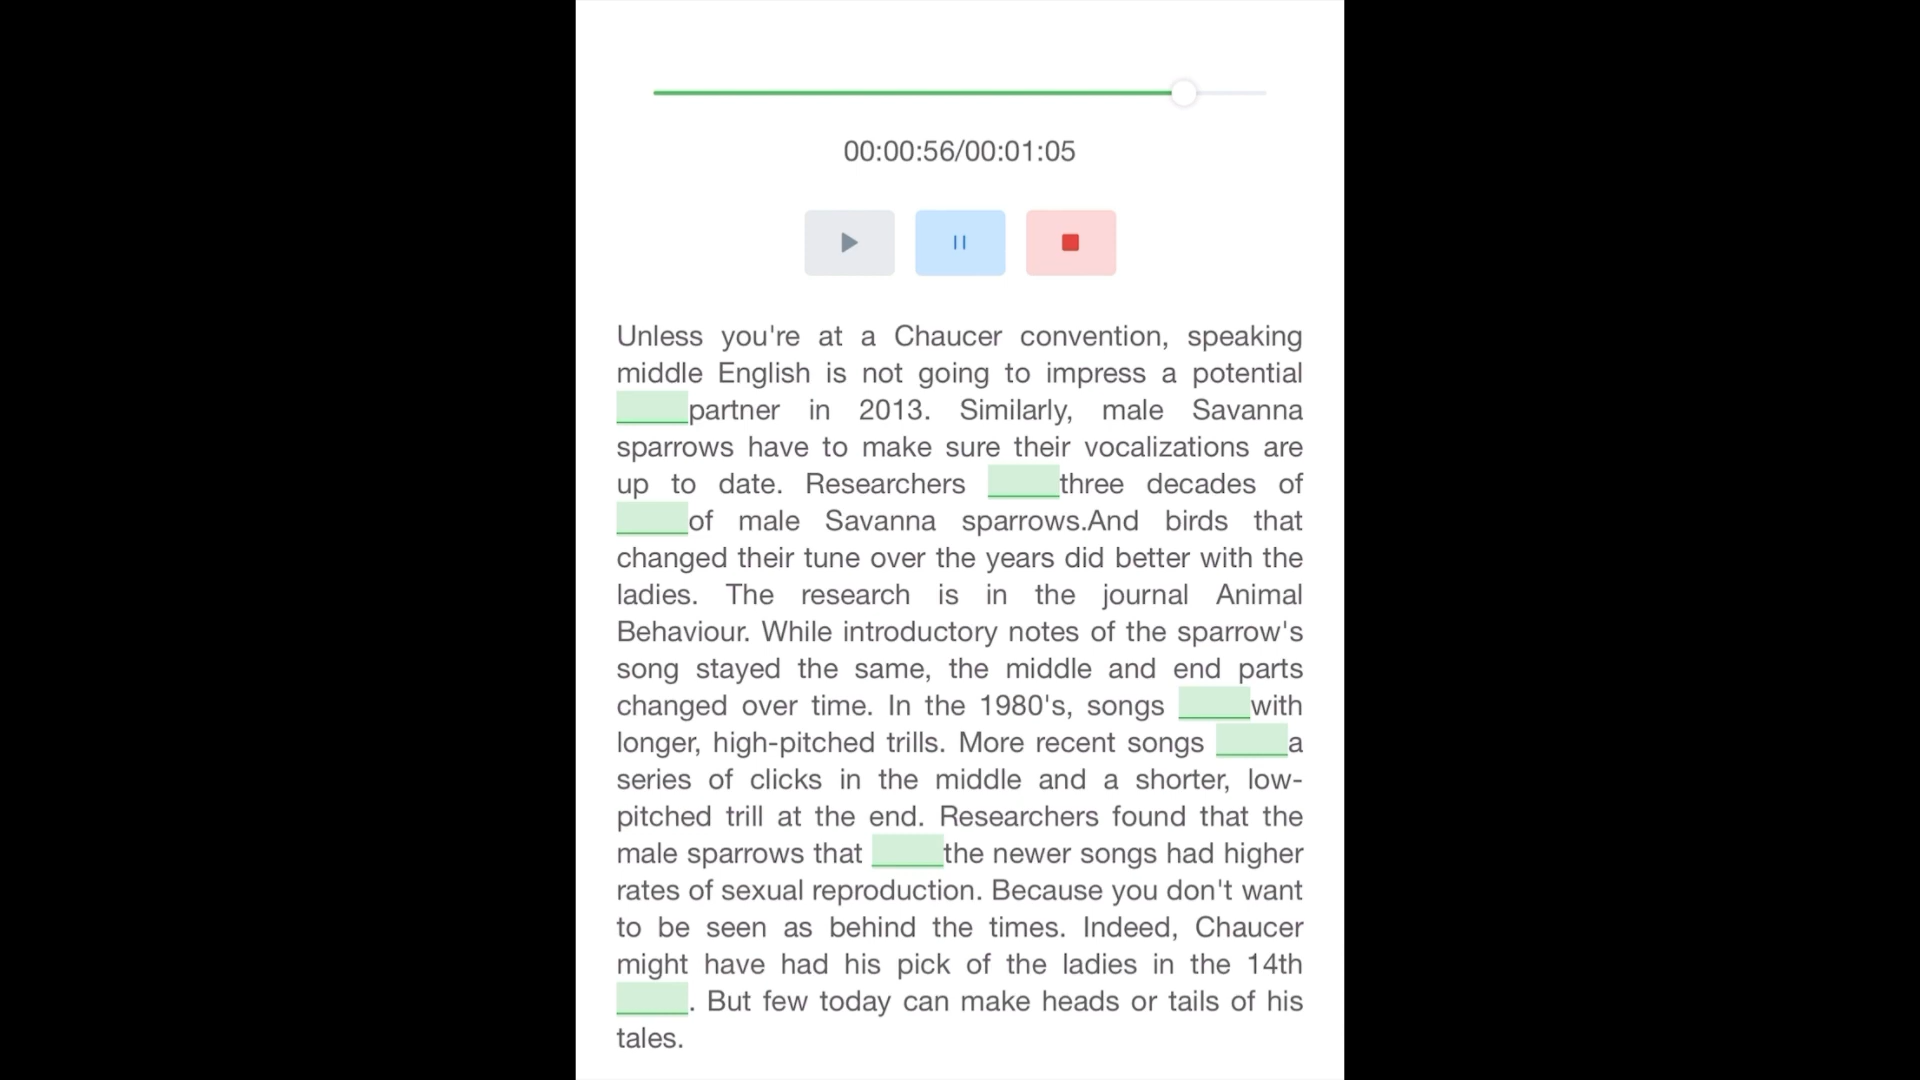 00:00:56/00:01:05
Unless you're at a Chaucer convention, speaking
middle English is not going to impress a potential
partner in 2013. Similarly, male Savanna
sparrows have to make sure their vocalizations are
up to date. Researchers three decades of
of male Savanna sparrows.And birds that
changed their tune over the years did better with the
ladies. The research is in the journal Animal
Behaviour. While introductory notes of the sparrow's
song stayed the same, the middle and end parts
changed over time. In the 1980's, songs with
longer, high-pitched trills. More recent songs a
series of clicks in the middle and a shorter, low-
pitched trill at the end. Researchers found that the
male sparrows that the newer songs had higher
rates of sexual reproduction. Because you don't want
to be seen as behind the times. Indeed, Chaucer
might have had his pick of the ladies in the 14th
. But few today can make heads or tails of his
tales.